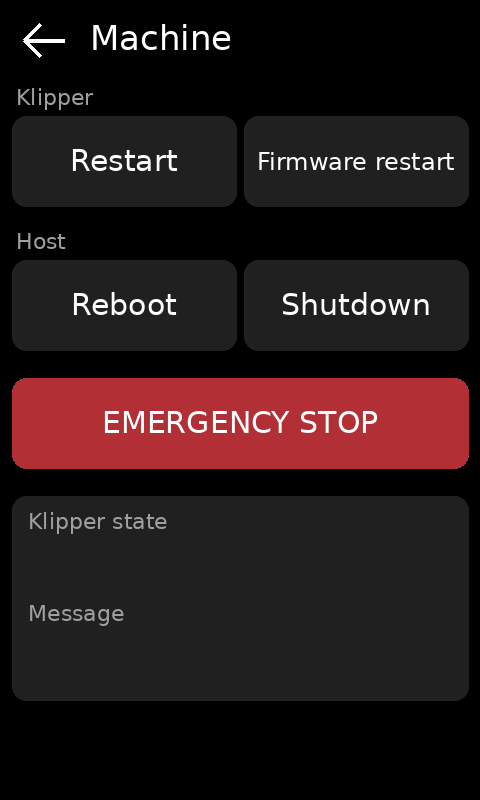 Machine
Klipper
Restart
Firmware restart
Host
Reboot
Shutdown
EMERGENCY STOP
Klipper state
Message